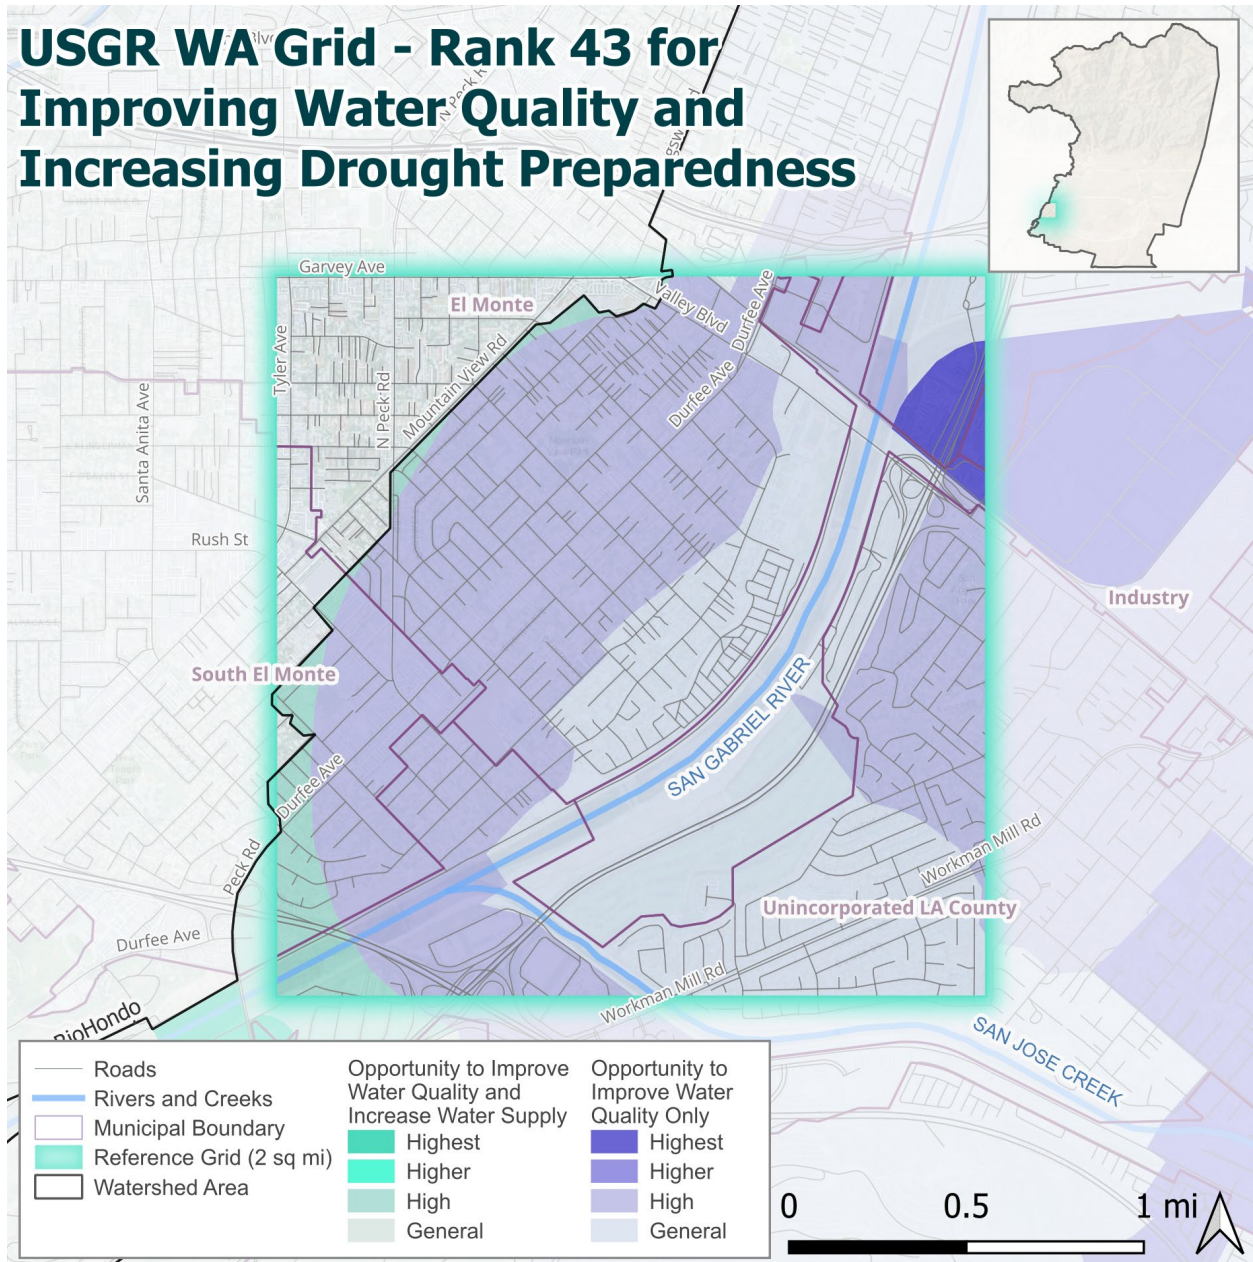 USGR WA Grid - Rank 43 for
Improving Water Quality and
Increasing Drought Preparedness
N Peck R
Garvey Ave
El Monte
Valley Blvd
Durfee Ave
Tyler Ave
Mountain View Rd
N Peck Rd
Durfee Ave
Santa Anita Ave
Rush St
Industry
South El Monte
SAN GABRIEL RIVER
Durfee Ave
Workman Mill Rd
Peck Rd
Unincorporated LA County
Durfee Ave
Workman Mill Rd
RioHondo
SAN JOSE CREEK
Roads
Rivers and Creeks
Municipal Boundary
Reference Grid (2 sq mi)
Watershed Area
Opportunity to Improve
Water Quality and
Increase Water Supply
Highest
Higher
High
General
Opportunity to
Improve Water
Quality Only
Highest
Higher
High
General
0 0.5 1 mi